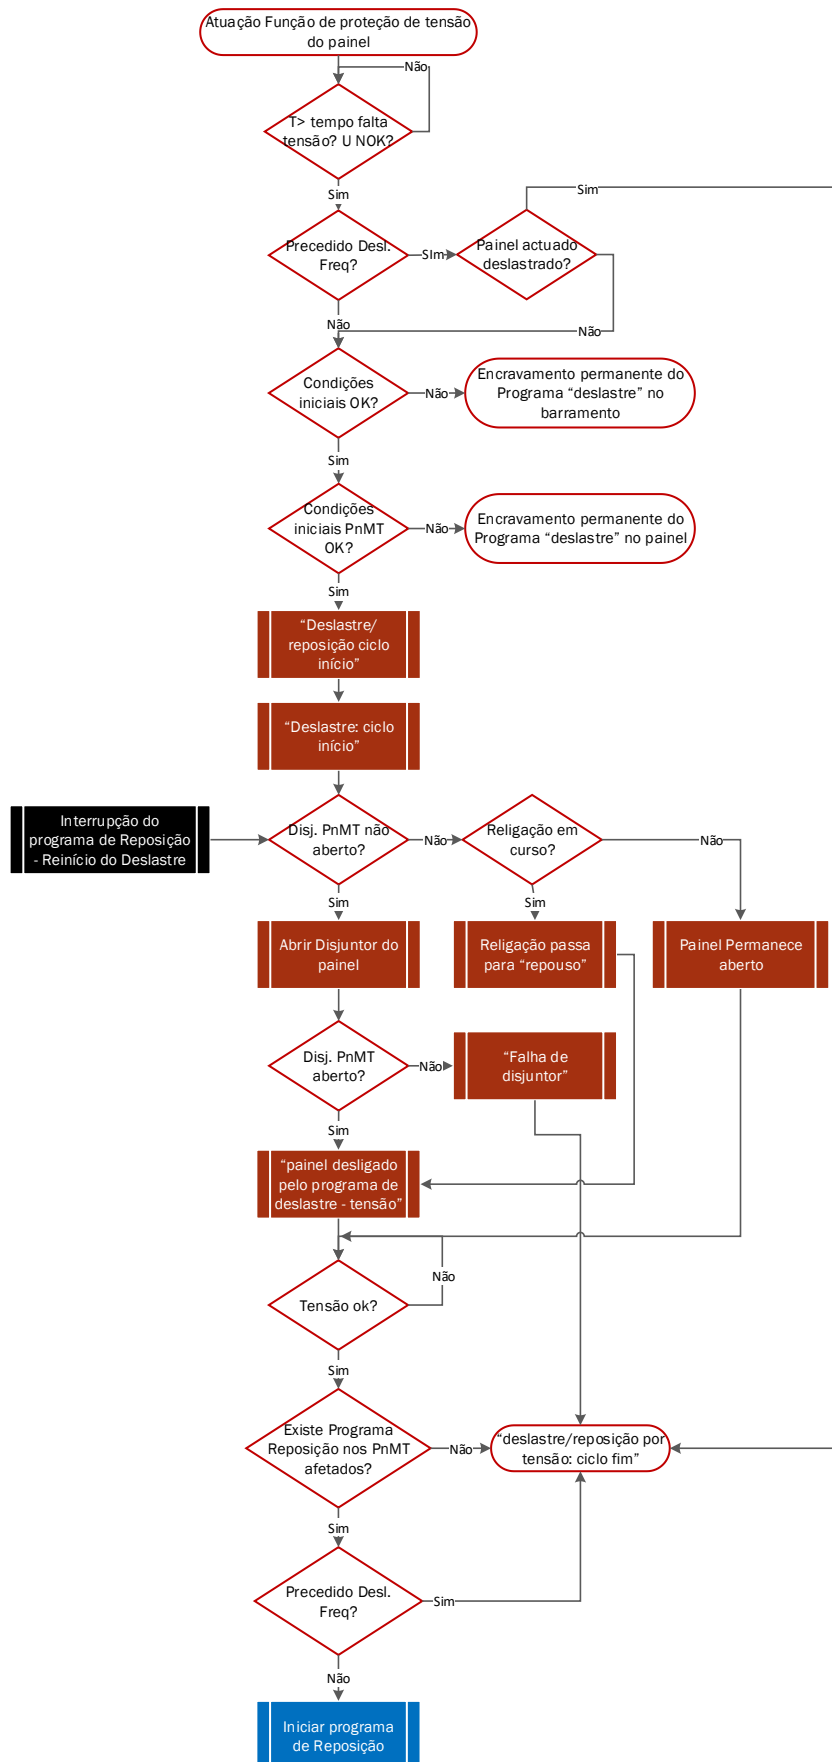 Atuação Função de proteção de tensão
do painel
Não
T> tempo falta
tensão? U NOK?
Sim
Sim
Precedido Desl.
Freq?
SIm
Painel actuado
deslastrado?
Não
Não
Condições
iniciais OK?
Não
Encravamento permanente do
Programa “deslastre” no
barramento
Sim
Condições
iniciais PnMT
OK?
Não
Encravamento permanente do
Programa “deslastre” no painel
Sim
“Deslastre/
reposição ciclo
início”
“Deslastre: ciclo
início”
Interrupção do
programa de Reposição
- Reinício do Deslastre
Disj. PnMT não
aberto?
Não
Religação em
curso?
Não
Sim
Sim
Abrir Disjuntor do
painel
Religação passa
para “repouso”
Painel Permanece
aberto
Disj. PnMT
aberto?
Não
“Falha de
disjuntor”
Sim
“painel desligado
pelo programa de
deslastre - tensão”
Não
Tensão ok?
Sim
Existe Programa
Reposição nos PnMT
afetados?
Não
“deslastre/reposição por
tensão: ciclo fim”
Sim
Precedido Desl.
Freq?
Sim
Não
Iniciar programa
de Reposição